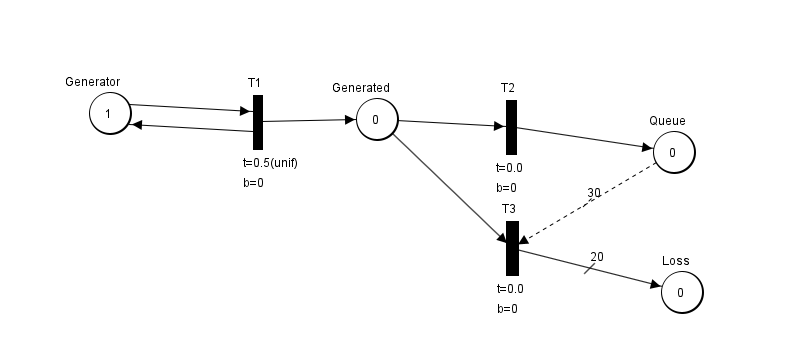 Generator
1
T1
t=0.5(unif)
b=0
Generated
0
T2
t=0.0
b=0
Queue
0
30
T3
t=0.0
b=0
20
Loss
0